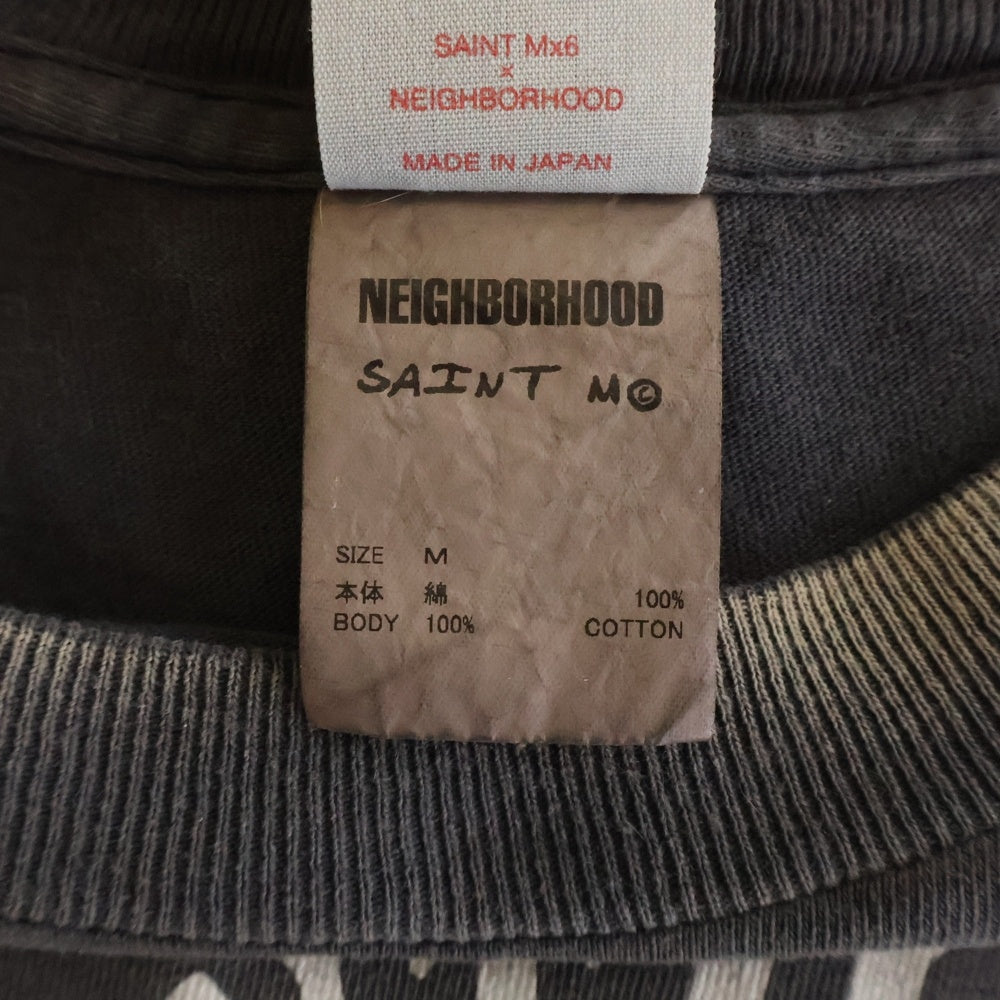 SAINT Mx6
×
NEIGHBORHOOD
MADE IN JAPAN
NEIGHBORHOOD
SAINT M©
SIZE M
本体 綿 100%
BODY 100% COTTON